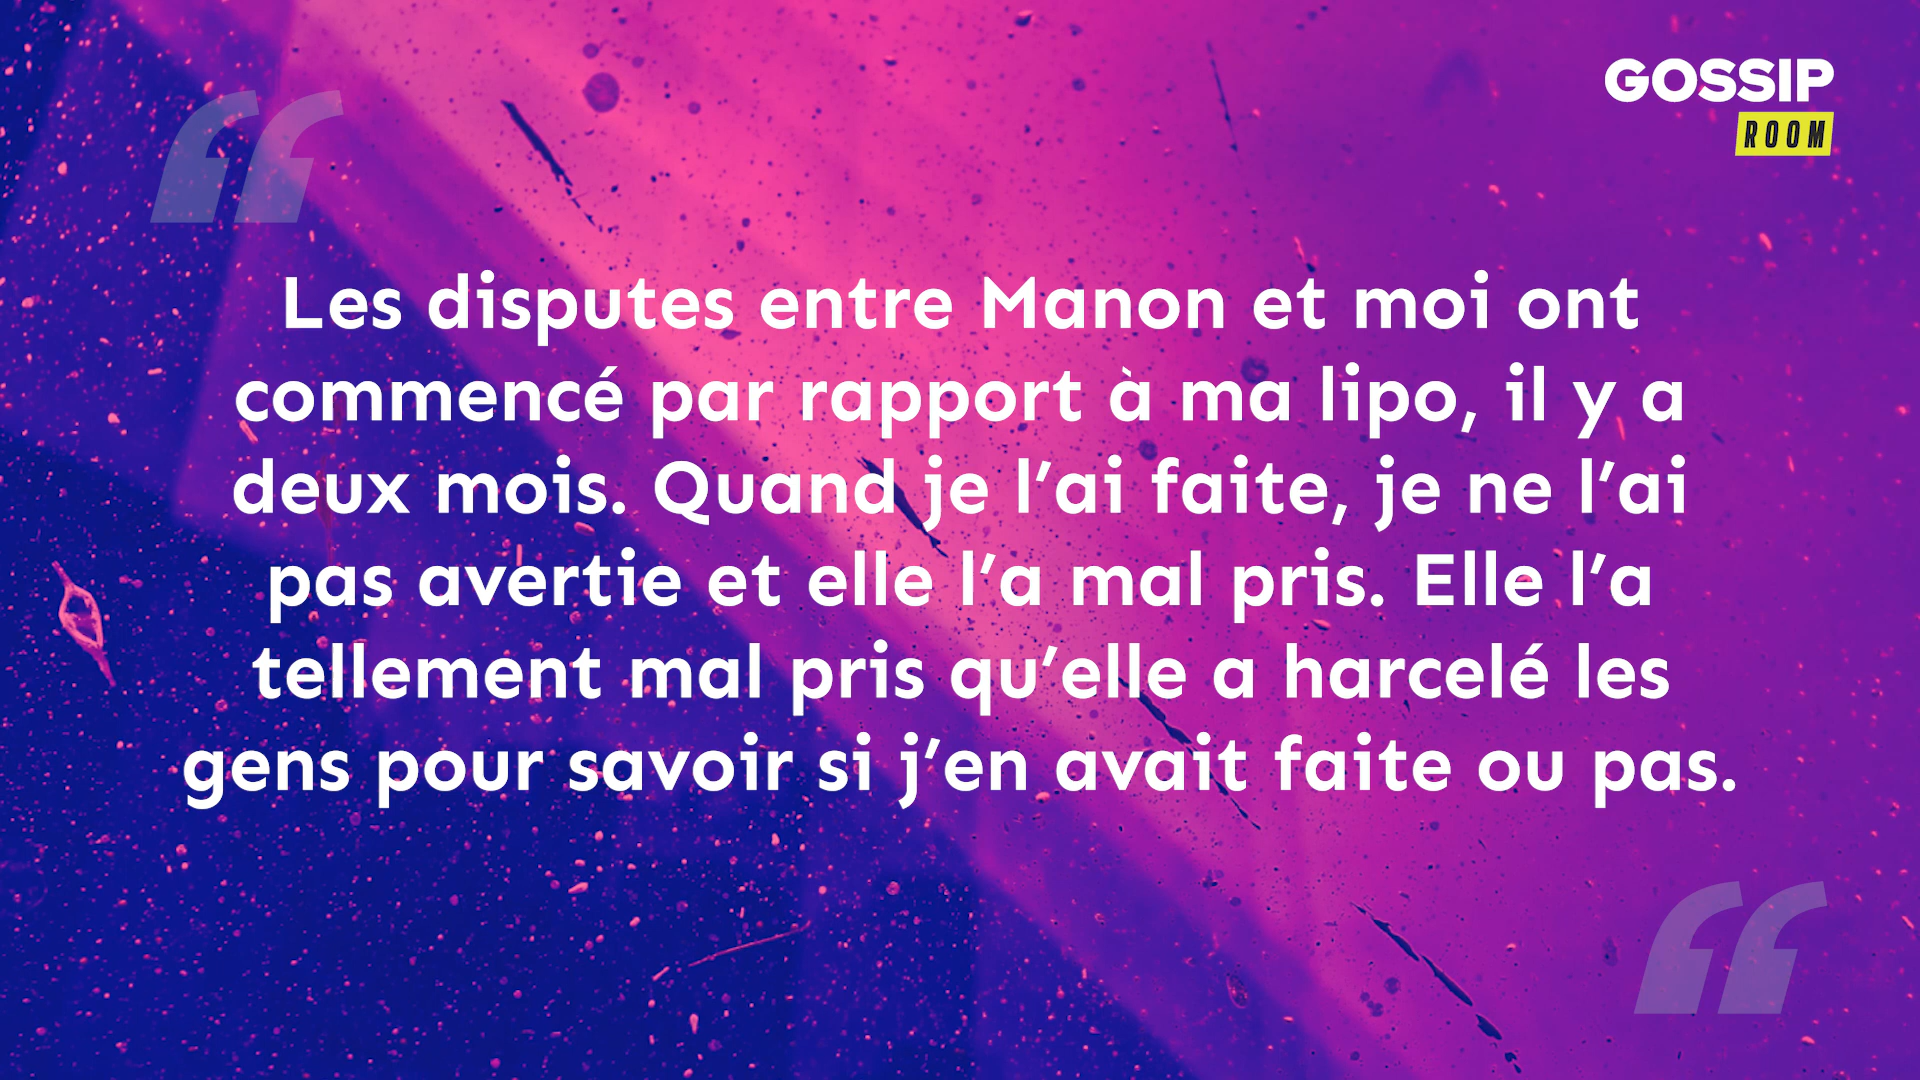 GOSSIP
ROOM
“
Les disputes entre Manon et moi ont
commencé par rapport à ma lipo, il y a
deux mois. Quand je l’ai faite, je ne l’ai
pas avertie et elle l’a mal pris. Elle l’a
tellement mal pris qu’elle a harcelé les
gens pour savoir si j’en avait faite ou pas.
“